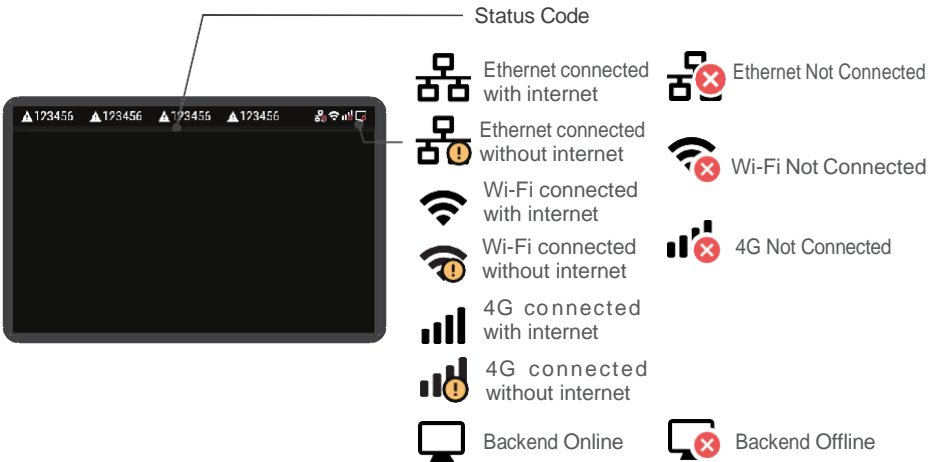 Status Code
Ethernet connected
with internet
Ethernet Not Connected
123456 123456 123456 123456
Ethernet connected
without internet
Wi-Fi Not Connected
Wi-Fi connected
with internet
Wi-Fi connected
without internet
4G Not Connected
4G connected
with internet
4G connected
without internet
Backend Online
Backend Offline